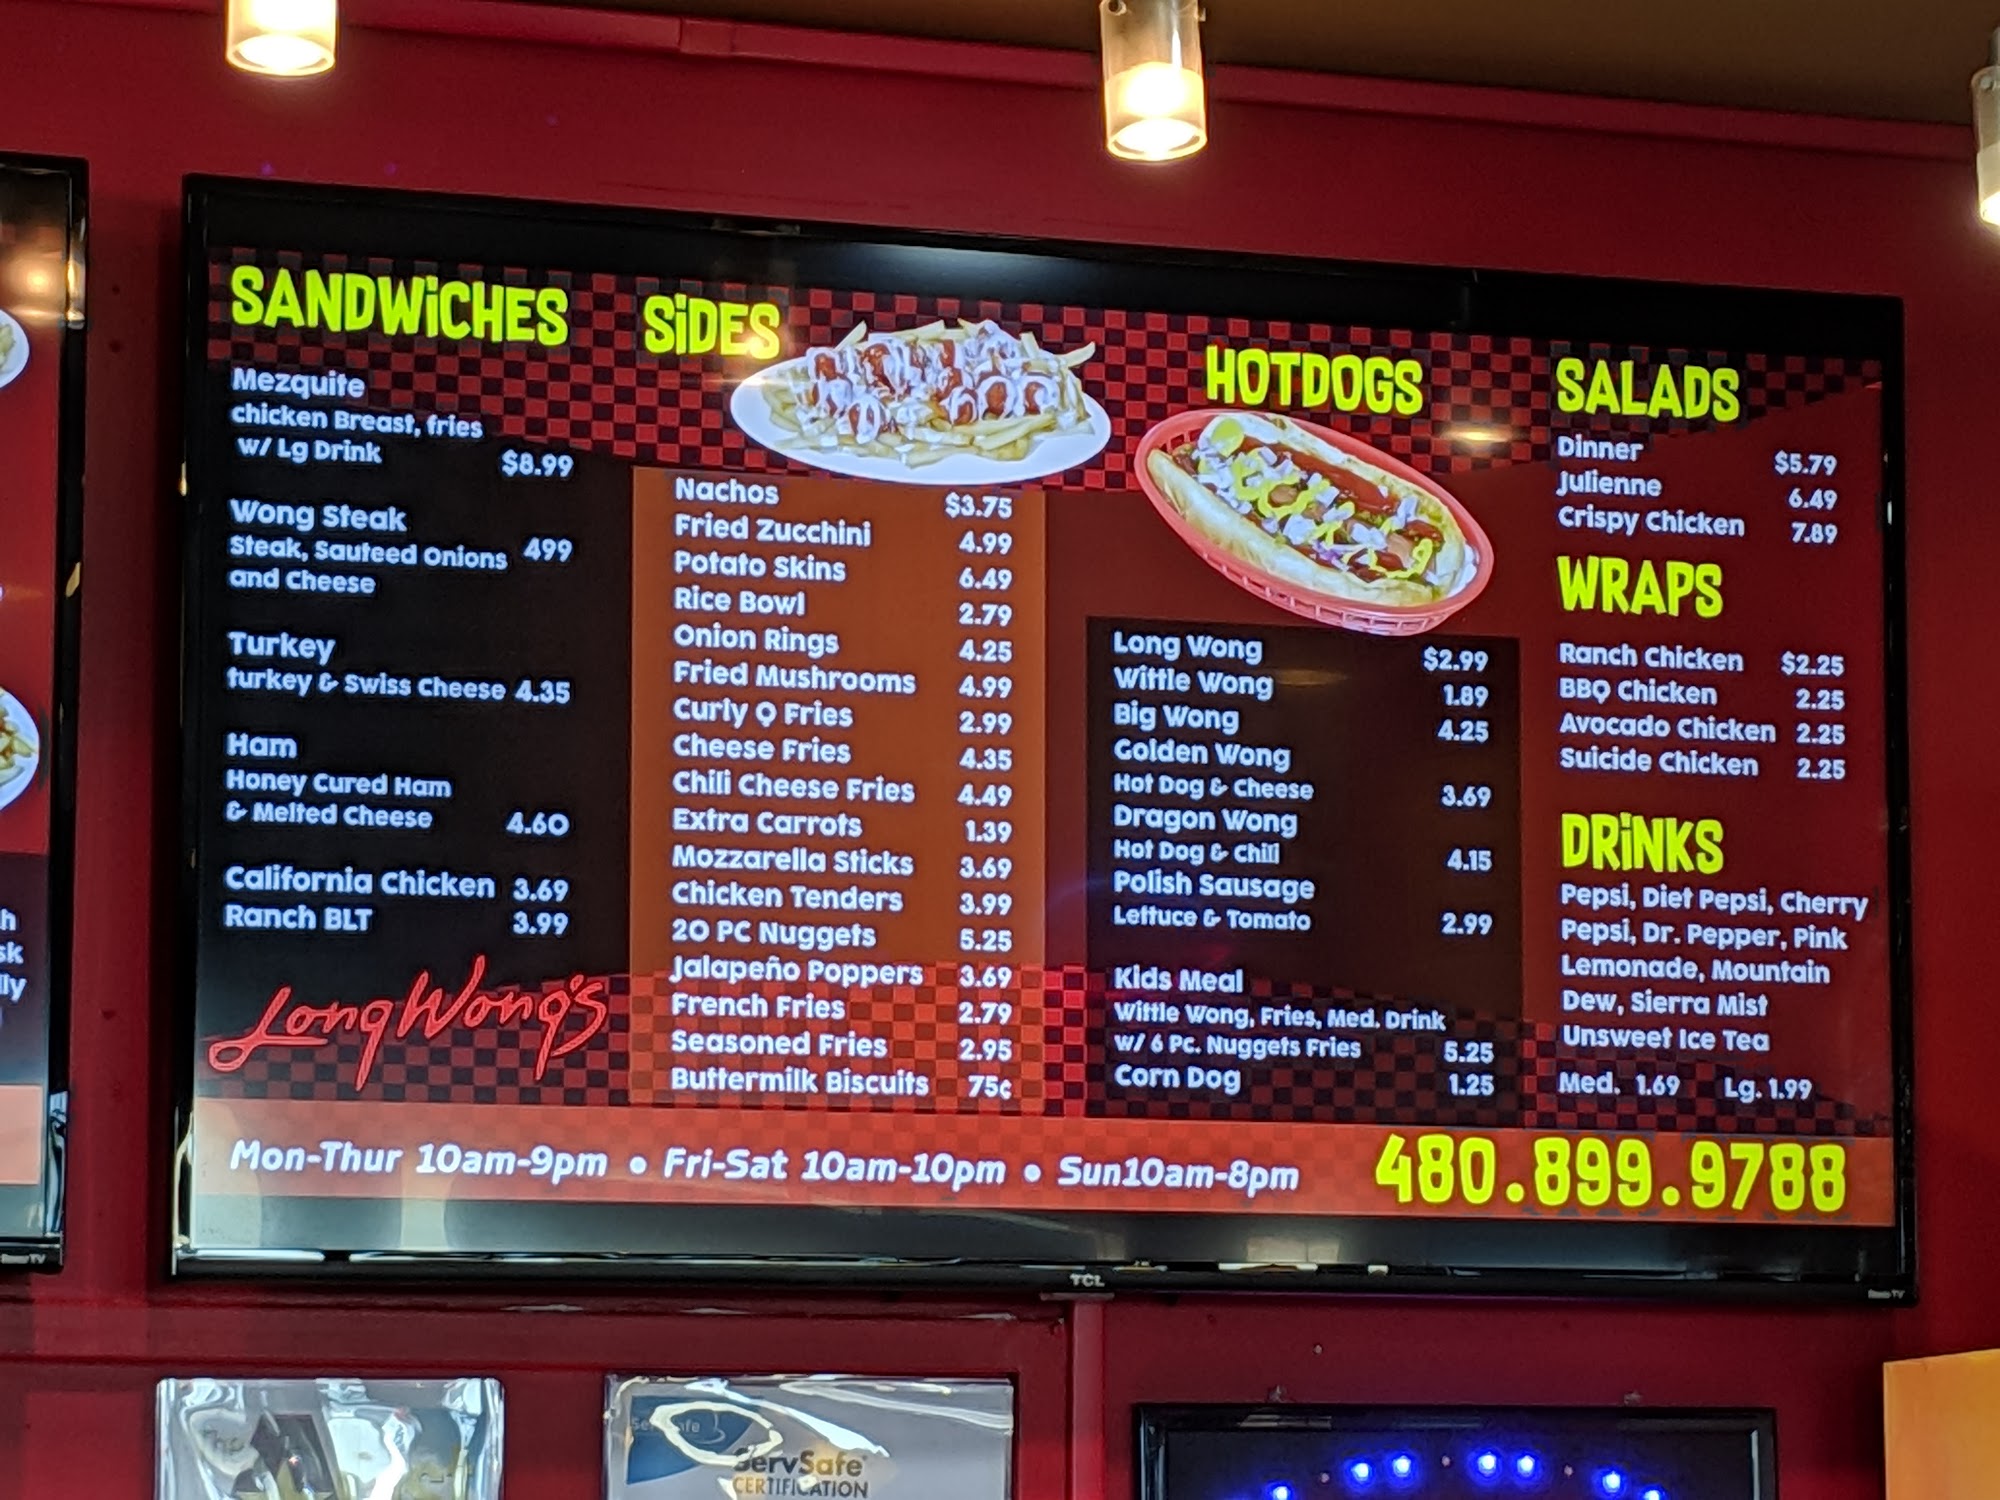 SANDWiCHES
Mezquite
chicken Breast, fries
w/ Lg Drink $8.99
Wong Steak
Steak, Sauteed Onions 499
and Cheese
Turkey
turkey & Swiss Cheese 4.35
Ham
Honey Cured Ham
& Melted Cheese 4.60
California Chicken 3.69
Ranch BLT 3.99
Long Wong's
SiDES
Nachos $3.75
Fried Zucchini 4.99
Potato Skins 6.49
Rice Bowl 2.79
Onion Rings 4.25
Fried Mushrooms 4.99
Curly Q Fries 2.99
Cheese Fries 4.35
Chili Cheese Fries 4.49
Extra Carrots 1.39
Mozzarella Sticks 3.69
Chicken Tenders 3.99
20 PC Nuggets 5.25
Jalapeño Poppers 3.69
French Fries 2.79
Seasoned Fries 2.95
Buttermilk Biscuits 75¢
HOTDOGS
Long Wong $2.99
Wittle Wong 1.89
Big Wong 4.25
Golden Wong
Hot Dog & Cheese 3.69
Dragon Wong
Hot Dog & Chili 4.15
Polish Sausage
Lettuce & Tomato 2.99
Kids Meal
Wittle Wong, Fries, Med. Drink
w/ 6 Pc. Nuggets Fries 5.25
Corn Dog 1.25
SALADS
Dinner $5.79
Julienne 6.49
Crispy Chicken 7.89
WRAPS
Ranch Chicken $2.25
BBQ Chicken 2.25
Avocado Chicken 2.25
Suicide Chicken 2.25
DRiNKS
Pepsi, Diet Pepsi, Cherry
Pepsi, Dr. Pepper, Pink
Lemonade, Mountain
Dew, Sierra Mist
Unsweet Ice Tea
Med. 1.69 Lg. 1.99
Mon-Thur 10am-9pm • Fri-Sat 10am-10pm • Sun10am-8pm
480.899.9788
TCL
Roku TV
ServSafe
CERTIFICATION